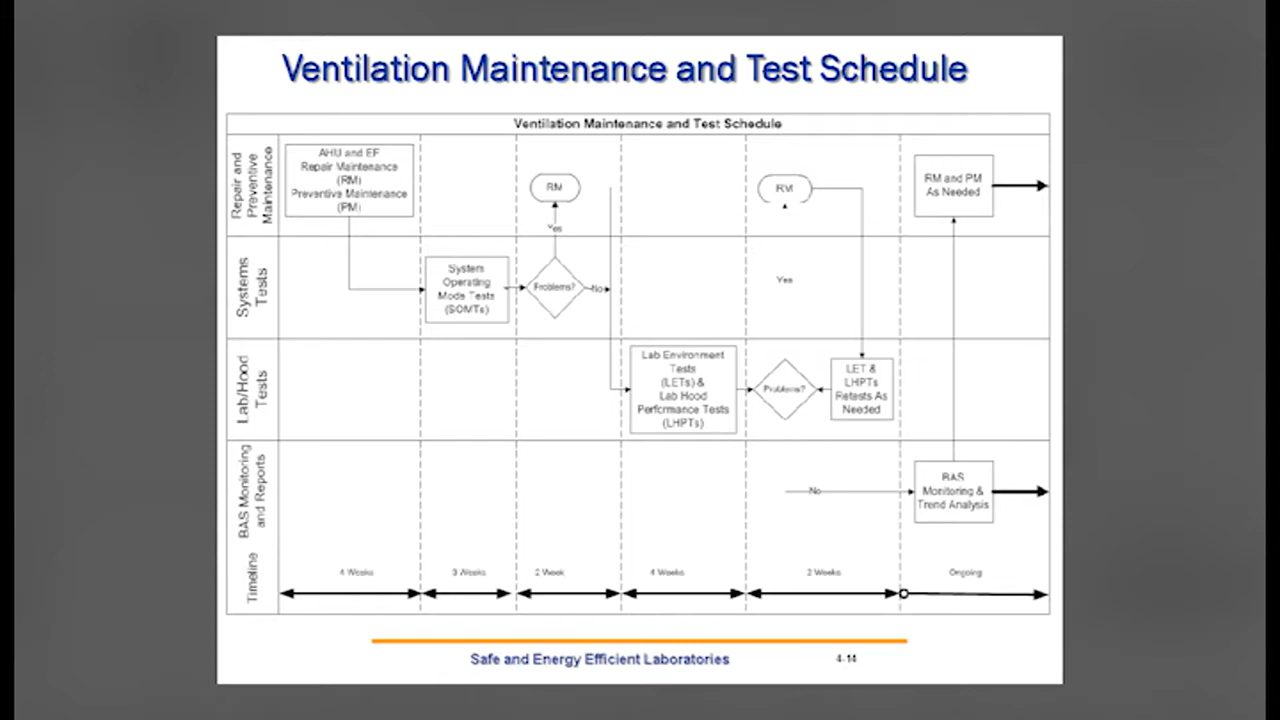 Ventilation Maintenance and Test Schedule
Ventilation Maintenance and Test Schedule
Repair and
Preventive
Maintenance
AHU and EF
Repair Maintenance
(RM)
Preventive Maintenance
(PM)
RM
Yes
RM
RM and PM
As Needed
Systems
Tests
System
Operating
Mode Tests
(SOMTs)
Problems?
No
Yes
Lab/Hood
Tests
Lab Environment
Tests
(LETs) &
Lab Hood
Performance Tests
(LHPTs)
Problems?
LET &
LHPTs
Retests As
Needed
BAS Monitoring
and Reports
No
BAS
Monitoring &
Trend Analysis
Timeline
4 Weeks
3 Weeks
2 Week
4 Weeks
2 Weeks
Ongoing
Safe and Energy Efficient Laboratories
4-14